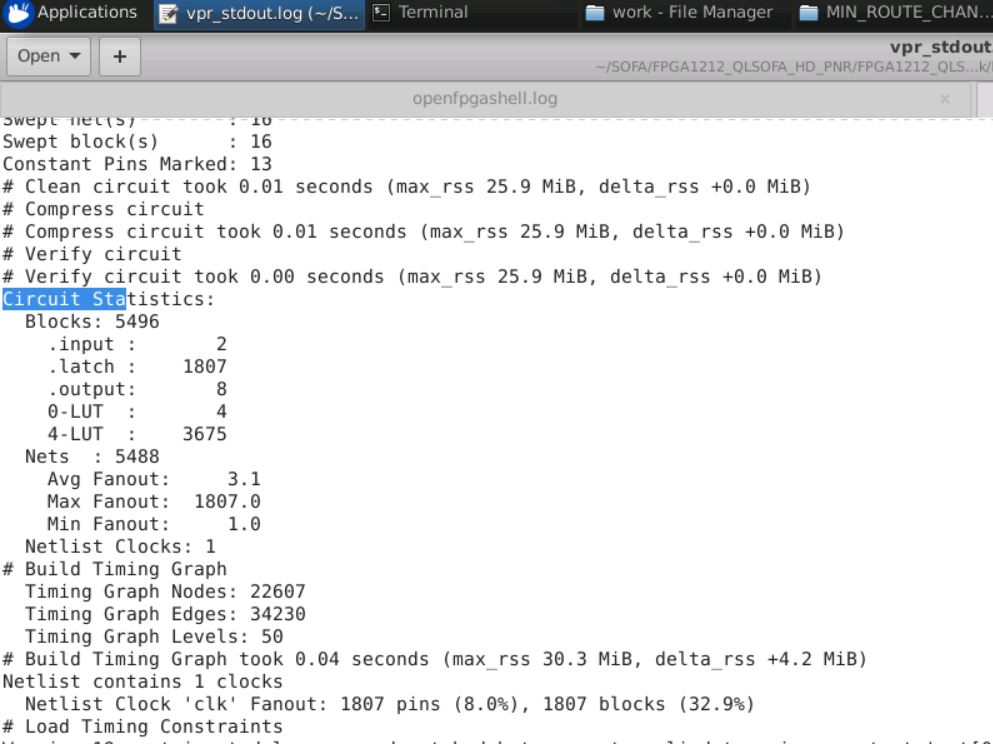 Applications
vpr_stdout.log (~/S...
Terminal
work - File Manager
MIN_ROUTE_CHAN...
Open
+
vpr_stdout
~/SOFA/FPGA1212_QLSOFA_HD_PNR/FPGA1212_QLS...k/
openfpgashell.log
×
Swept net(s) : 16
Swept block(s) : 16
Constant Pins Marked: 13
# Clean circuit took 0.01 seconds (max_rss 25.9 MiB, delta_rss +0.0 MiB)
# Compress circuit
# Compress circuit took 0.01 seconds (max_rss 25.9 MiB, delta_rss +0.0 MiB)
# Verify circuit
# Verify circuit took 0.00 seconds (max_rss 25.9 MiB, delta_rss +0.0 MiB)
Circuit Statistics:
Blocks: 5496
.input : 2
.latch : 1807
.output: 8
0-LUT : 4
4-LUT : 3675
Nets : 5488
Avg Fanout: 3.1
Max Fanout: 1807.0
Min Fanout: 1.0
Netlist Clocks: 1
# Build Timing Graph
Timing Graph Nodes: 22607
Timing Graph Edges: 34230
Timing Graph Levels: 50
# Build Timing Graph took 0.04 seconds (max_rss 30.3 MiB, delta_rss +4.2 MiB)
Netlist contains 1 clocks
Netlist Clock 'clk' Fanout: 1807 pins (8.0%), 1807 blocks (32.9%)
# Load Timing Constraints